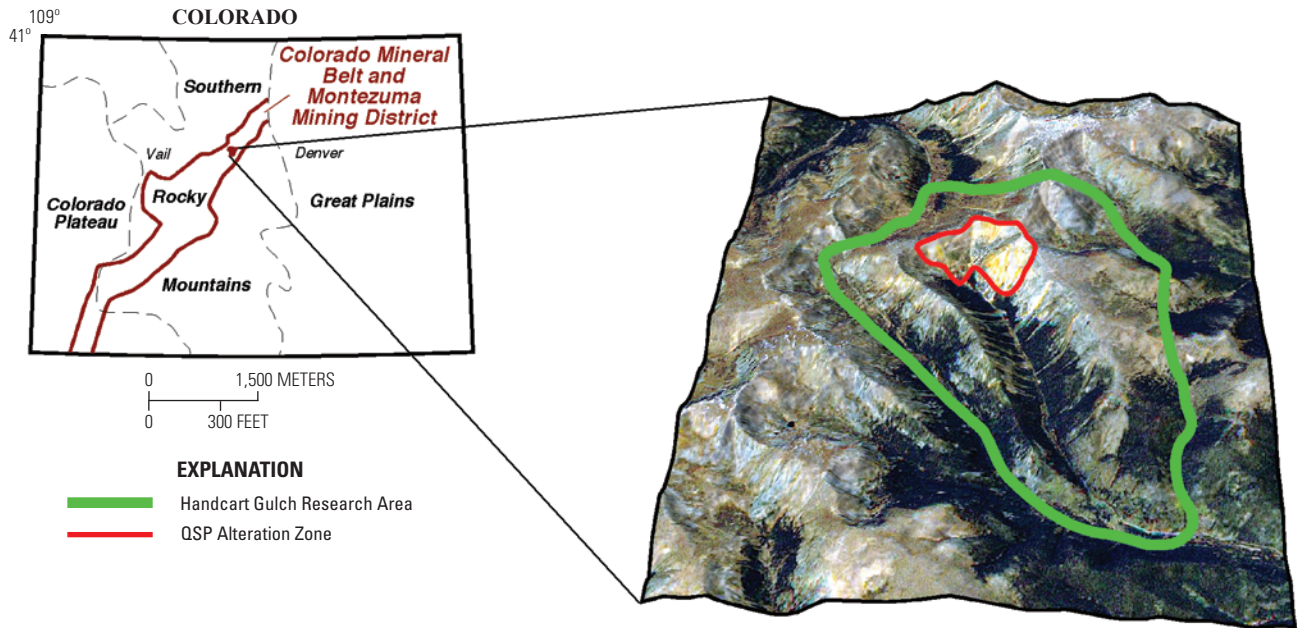 COLORADO
109°
41°
Colorado Mineral
Belt and
Montezuma
Mining District
Southern
Vail
Denver
Rocky
Colorado
Plateau
Great Plains
Mountains
0 1,500 METERS
0 300 FEET
EXPLANATION
Handcart Gulch Research Area
QSP Alteration Zone